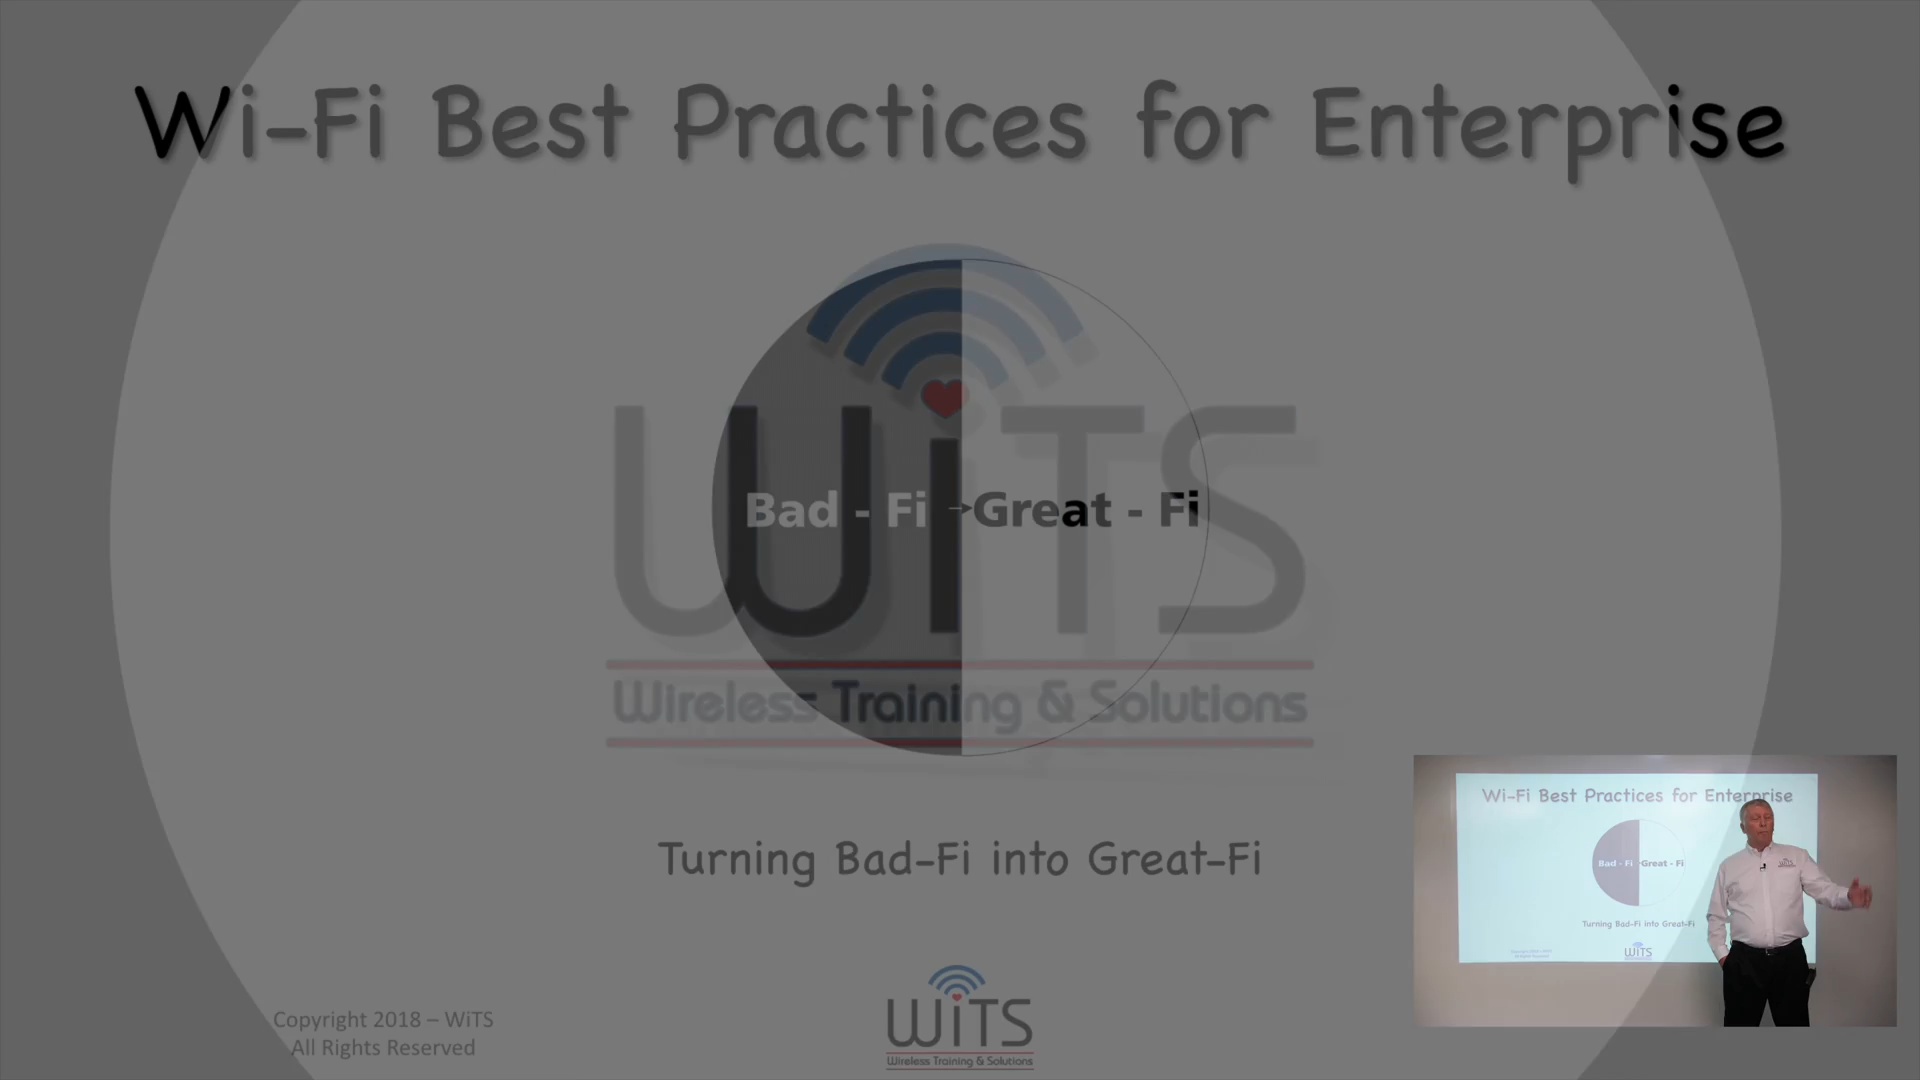 Wi-Fi Best Practices for Enterprise
WiTS
Bad - Fi → Great - Fi
Wireless Training & Solutions
Turning Bad-Fi into Great-Fi
Copyright 2018 – WiTS
All Rights Reserved
WiTS
Wireless Training & Solutions
Wi-Fi Best Practices for Enterprise
Bad - Fi Great - Fi
Turning Bad-Fi into Great-Fi
WiTS
WiTS